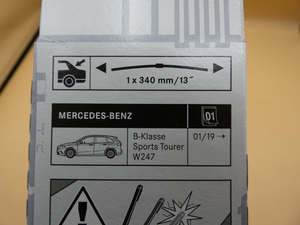 1 x 340 mm/13"
MERCEDES-BENZ
01
B-Klasse
01/19 →
Sports Tourer
W247